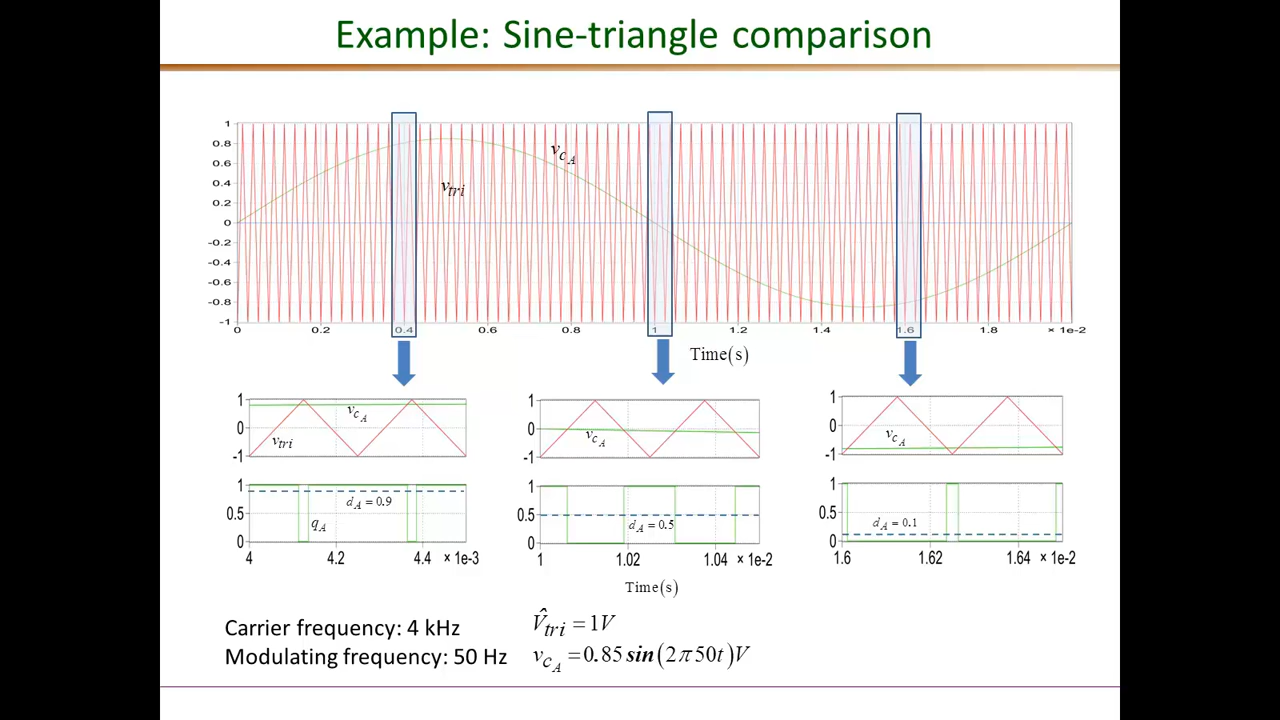 Example: Sine-triangle comparison
1
0.8
0.6
0.4
0.2
0
-0.2
-0.4
-0.6
-0.8
-1
v_{c_A}
v_{tri}
0 0.2 0.4 0.6 0.8 1 1.2 1.4 1.6 1.8 × 1e-2
Time(s)
1
0
-1
v_{c_A}
v_{tri}
1
0.5
0
d_A = 0.9
q_A
4 4.2 4.4 × 1e-3
1
0
-1
v_{c_A}
1
0.5
0
d_A = 0.5
1 1.02 1.04 × 1e-2
Time(s)
1
0
-1
v_{c_A}
1
0.5
0
d_A = 0.1
1.6 1.62 1.64 × 1e-2
Carrier frequency: 4 kHz
Modulating frequency: 50 Hz
V̂_{tri} = 1V
v_{c_A} = 0.85 sin(2π50t)V